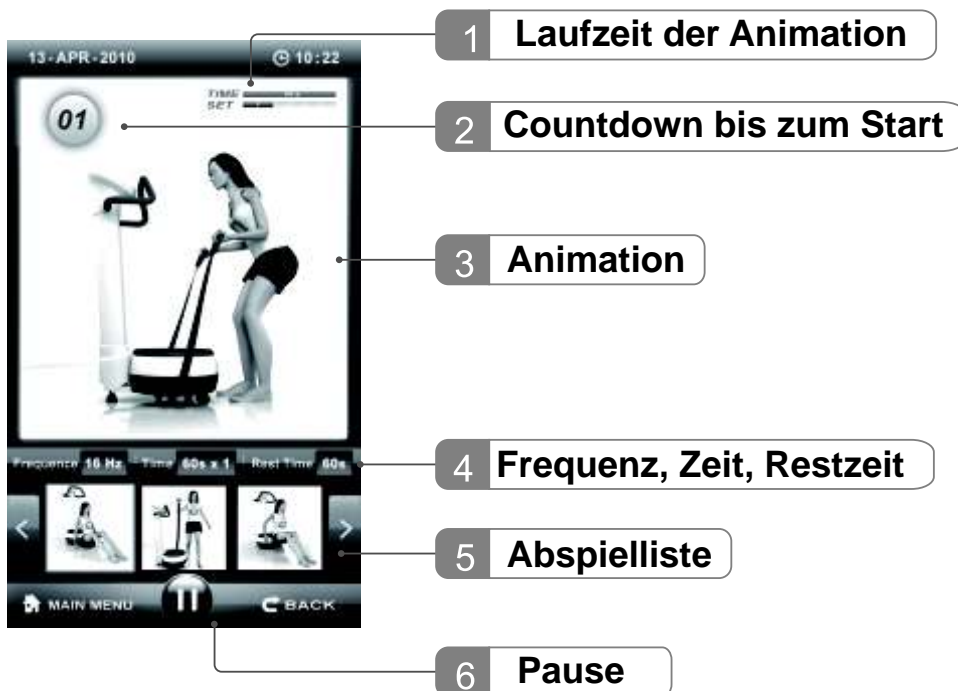 1 Laufzeit der Animation
13-APR-2010 10:22
TIME
SET
01
2 Countdown bis zum Start
3 Animation
Frequence 16 Hz Time 60s x 1 Rest Time 60s
4 Frequenz, Zeit, Restzeit
5 Abspielliste
MAIN MENU BACK
6 Pause